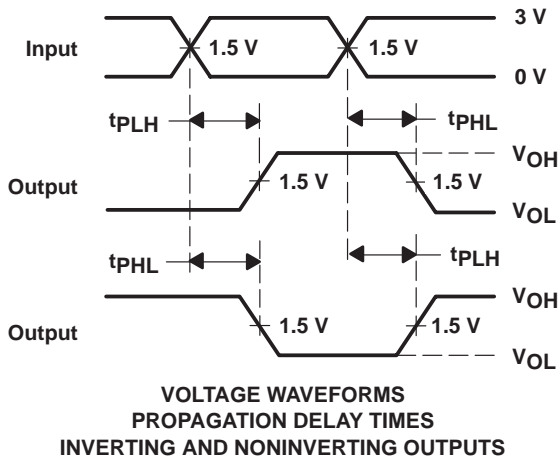 3 V
Input
1.5 V
1.5 V
0 V
tPLH
tPHL
VOH
Output
1.5 V
1.5 V
VOL
tPHL
tPLH
VOH
Output
1.5 V
1.5 V
VOL
VOLTAGE WAVEFORMS
PROPAGATION DELAY TIMES
INVERTING AND NONINVERTING OUTPUTS